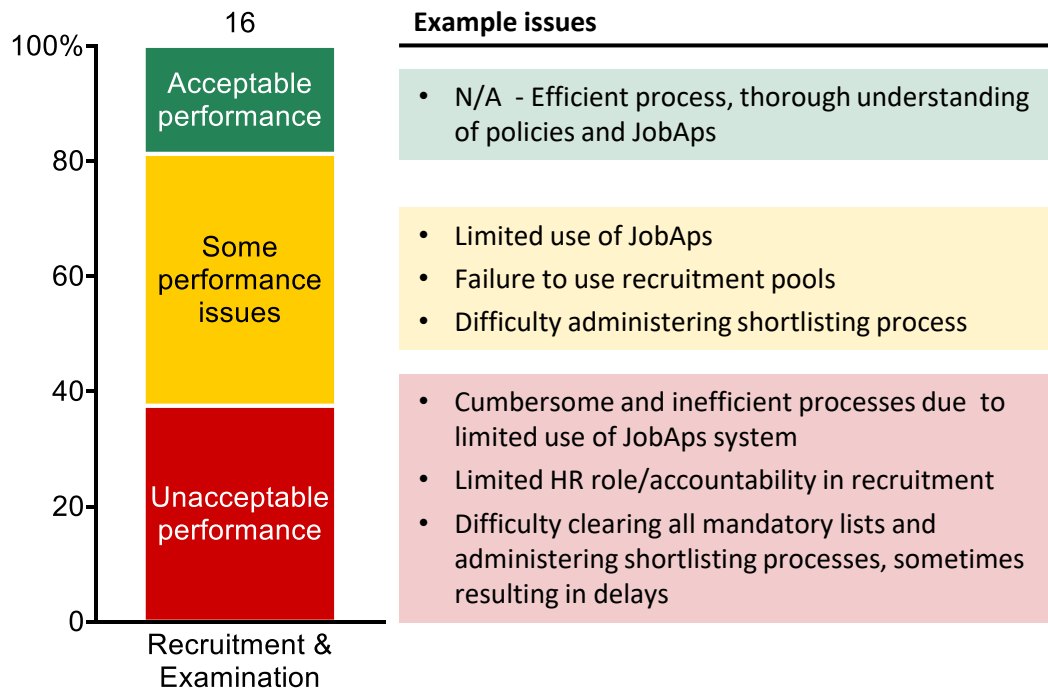 16
100%
80
60
40
20
0
Acceptable
performance
Some
performance
issues
Unacceptable
performance
Recruitment &
Examination
Example issues
• N/A - Efficient process, thorough understanding
of policies and JobAps
• Limited use of JobAps
• Failure to use recruitment pools
• Difficulty administering shortlisting process
• Cumbersome and inefficient processes due to
limited use of JobAps system
• Limited HR role/accountability in recruitment
• Difficulty clearing all mandatory lists and
administering shortlisting processes, sometimes
resulting in delays